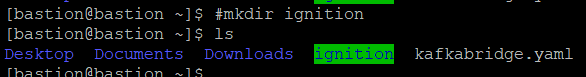 [bastion@bastion ~]$ #mkdir ignition
[bastion@bastion ~]$ ls
Desktop  Documents  Downloads  ignition  kafkabridge.yaml
[bastion@bastion ~]$